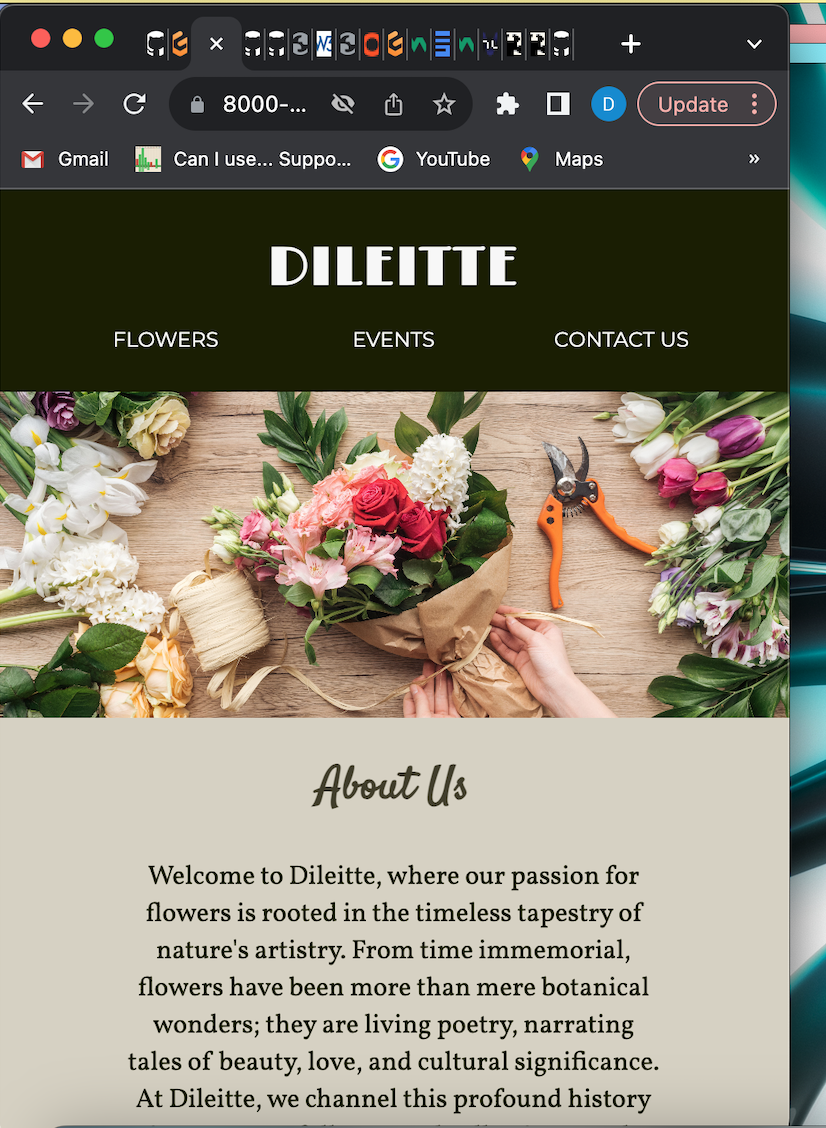 8000-...
D
Update
Gmail
Can I use... Suppo...
YouTube
Maps
»
DILEITTE
FLOWERS
EVENTS
CONTACT US
About Us
Welcome to Dileitte, where our passion for
flowers is rooted in the timeless tapestry of
nature's artistry. From time immemorial,
flowers have been more than mere botanical
wonders; they are living poetry, narrating
tales of beauty, love, and cultural significance.
At Dileitte, we channel this profound history